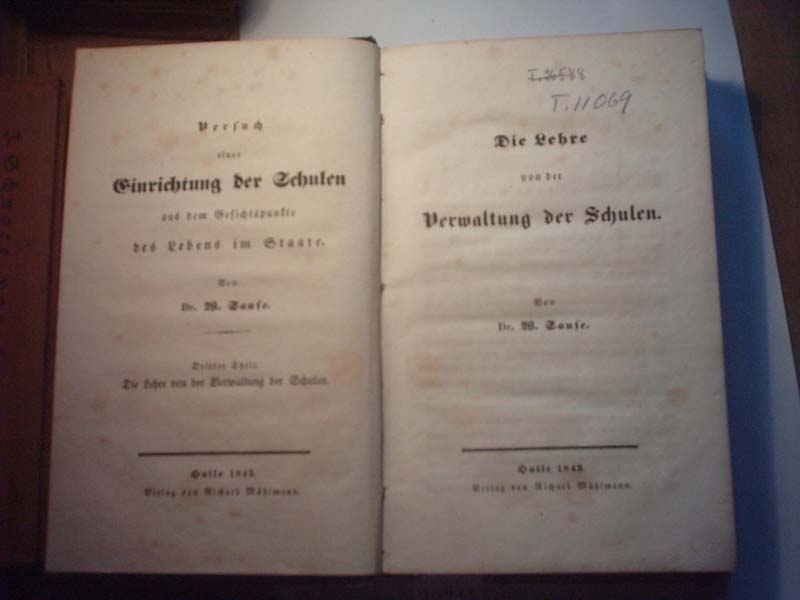 Versuch
einer
Einrichtung der Schulen
aus dem Gesichtspunkte
des Lebens im Staate.
Von
Dr. W. Sause.
Dritter Theil.
Die Lehre von der Verwaltung der Schulen.
Halle 1843.
Verlag von Richard Mühlmann.
T. 11069
Die Lehre
von der
Verwaltung der Schulen.
Von
Dr. W. Sause.
Halle 1843.
Verlag von Richard Mühlmann.